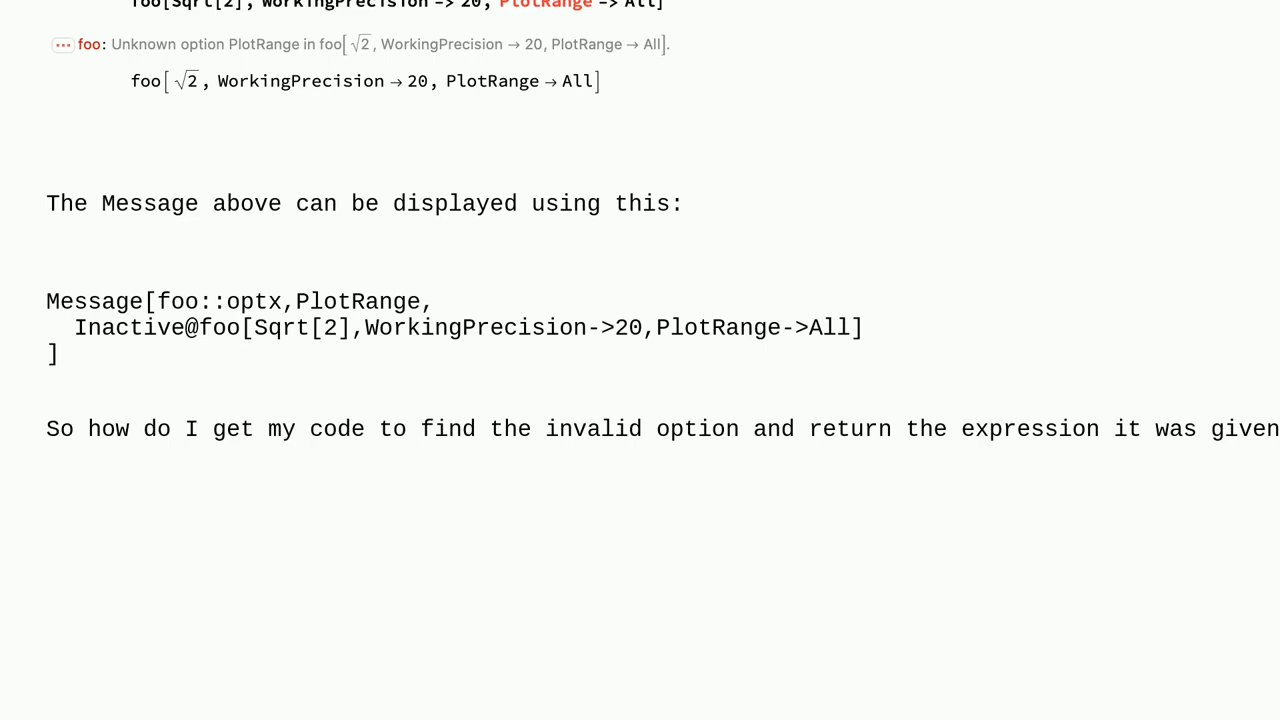 foo[Sqrt[2], WorkingPrecision -> 20, PlotRange -> All]
foo: Unknown option PlotRange in foo[√2, WorkingPrecision → 20, PlotRange → All].
foo[√2, WorkingPrecision → 20, PlotRange → All]
The Message above can be displayed using this:
Message[foo::optx,PlotRange,
  Inactive@foo[Sqrt[2],WorkingPrecision->20,PlotRange->All]
]
So how do I get my code to find the invalid option and return the expression it was given